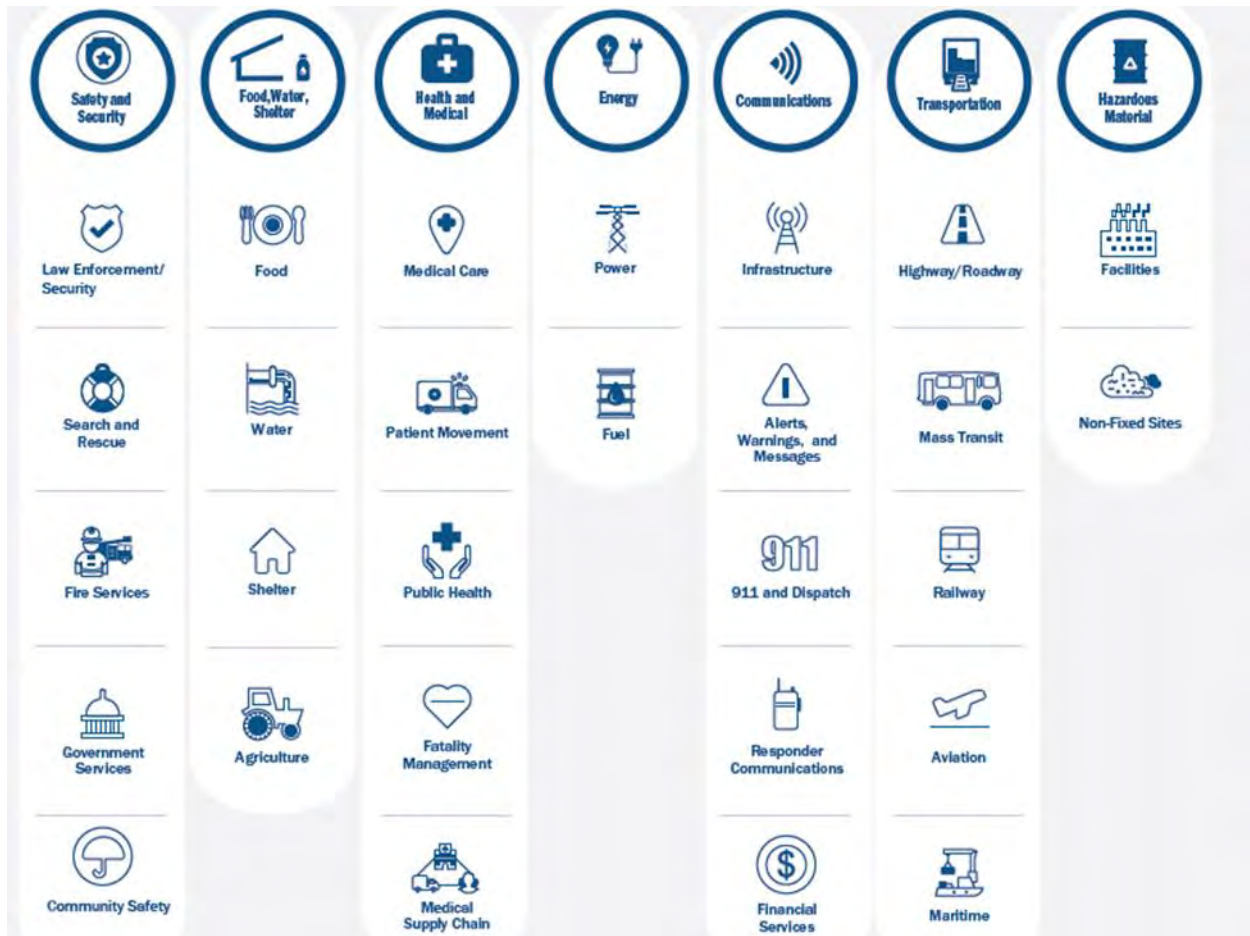 Safety and
Security
Food,Water,
Shelter
Health and
Medical
Energy
Communications
Transportation
Hazardous
Material
Law Enforcement/
Security
Food
Medical Care
Power
Infrastructure
Highway/Roadway
Facilities
Search and
Rescue
Water
Patient Movement
Fuel
Alerts,
Warnings, and
Messages
Mass Transit
Non-Fixed Sites
Fire Services
Shelter
Public Health
911
911 and Dispatch
Railway
Government
Services
Agriculture
Fatality
Management
Responder
Communications
Aviation
Community Safety
Medical
Supply Chain
$
Financial
Services
Maritime